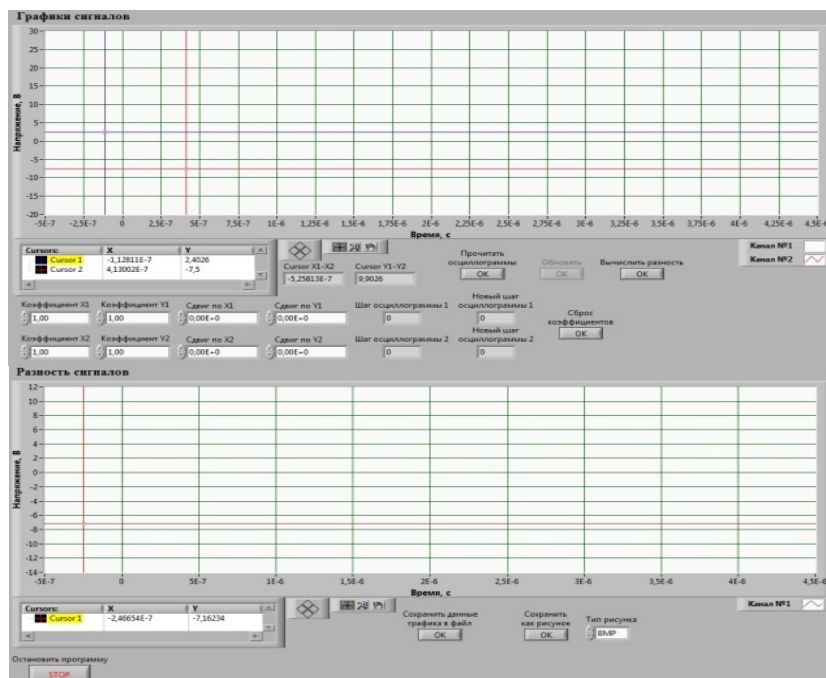 Графики сигналов
Напряжение, В
30
25
20
15
10
5
0
-5
-10
-15
-20
-5E-7 -2,5E-7 0 2,5E-7 5E-7 7,5E-7 1E-6 1,25E-6 1,5E-6 1,75E-6 2E-6 2,25E-6 2,5E-6 2,75E-6 3E-6 3,25E-6 3,5E-6 3,75E-6 4E-6 4,25E-6 4,5E-6
Время, с
Cursors: X Y
Cursor 1 -1,12811E-7 2,4026
Cursor 2 4,13002E-7 -7,5
Cursor X1-X2 Cursor Y1-Y2
-5,25813E-7 9,9026
Прочитать
осциллограммы
OK
Обновить
OK
Вычислить разность
OK
Канал №1
Канал №2
Коэффициент X1 Коэффициент Y1 Сдвиг по X1 Сдвиг по Y1 Шаг осциллограммы 1 Новый шаг
осциллограммы 1
1,00 1,00 0,00E+0 0,00E+0 0 0
Сброс
коэффициентов
OK
Коэффициент X2 Коэффициент Y2 Сдвиг по X2 Сдвиг по Y2 Шаг осциллограммы 2 Новый шаг
осциллограммы 2
1,00 1,00 0,00E+0 0,00E+0 0 0
Разность сигналов
Напряжение, В
12
10
8
6
4
2
0
-2
-4
-6
-8
-10
-12
-14
-5E-7 0 5E-7 1E-6 1,5E-6 2E-6 2,5E-6 3E-6 3,5E-6 4E-6 4,5E-6
Время, с
Cursors: X Y
Cursor 1 -2,46654E-7 -7,16234
Сохранить данные
графика в файл
OK
Сохранить
как рисунок
OK
Тип рисунка
BMP
Канал №1
Остановить программу
STOP